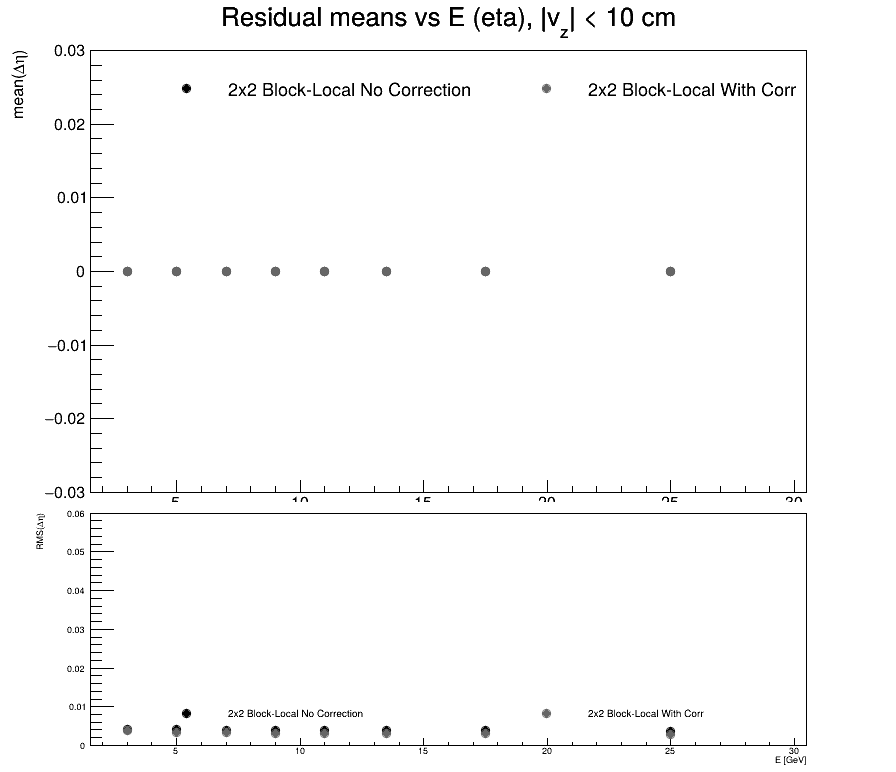 Residual means vs E (eta), |v_z| < 10 cm
mean(Δη)
0.03
2x2 Block-Local No Correction 2x2 Block-Local With Corr
0.02
0.01
0
−0.01
−0.02
−0.03
5 10 15 20 25 30
RMS(Δη)
0.06
0.05
0.04
0.03
0.02
0.01
2x2 Block-Local No Correction 2x2 Block-Local With Corr
0
5 10 15 20 25 30
E [GeV]